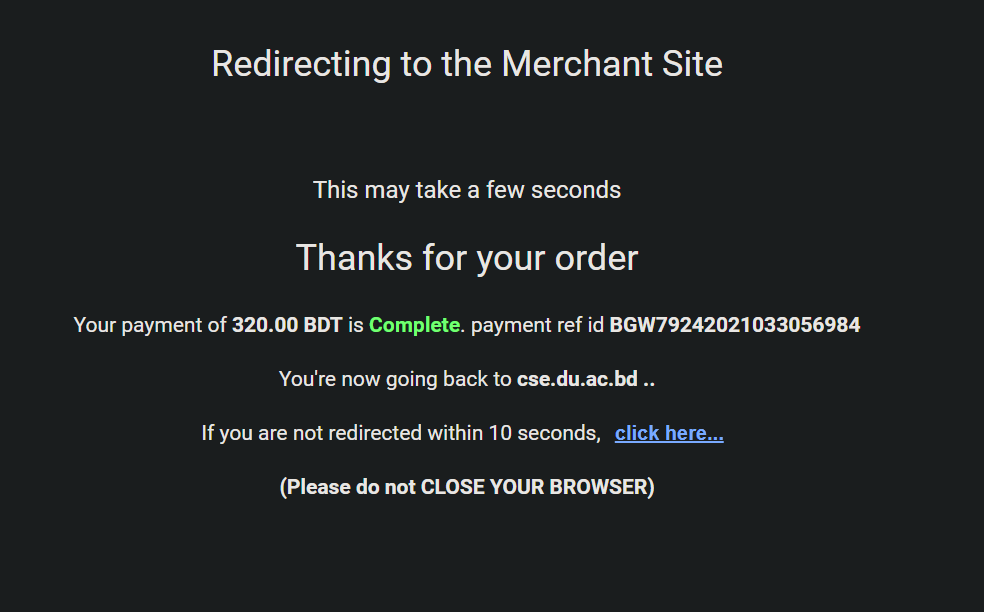 Redirecting to the Merchant Site
This may take a few seconds
Thanks for your order
Your payment of 320.00 BDT is Complete. payment ref id BGW79242021033056984
You're now going back to cse.du.ac.bd ..
If you are not redirected within 10 seconds, click here...
(Please do not CLOSE YOUR BROWSER)